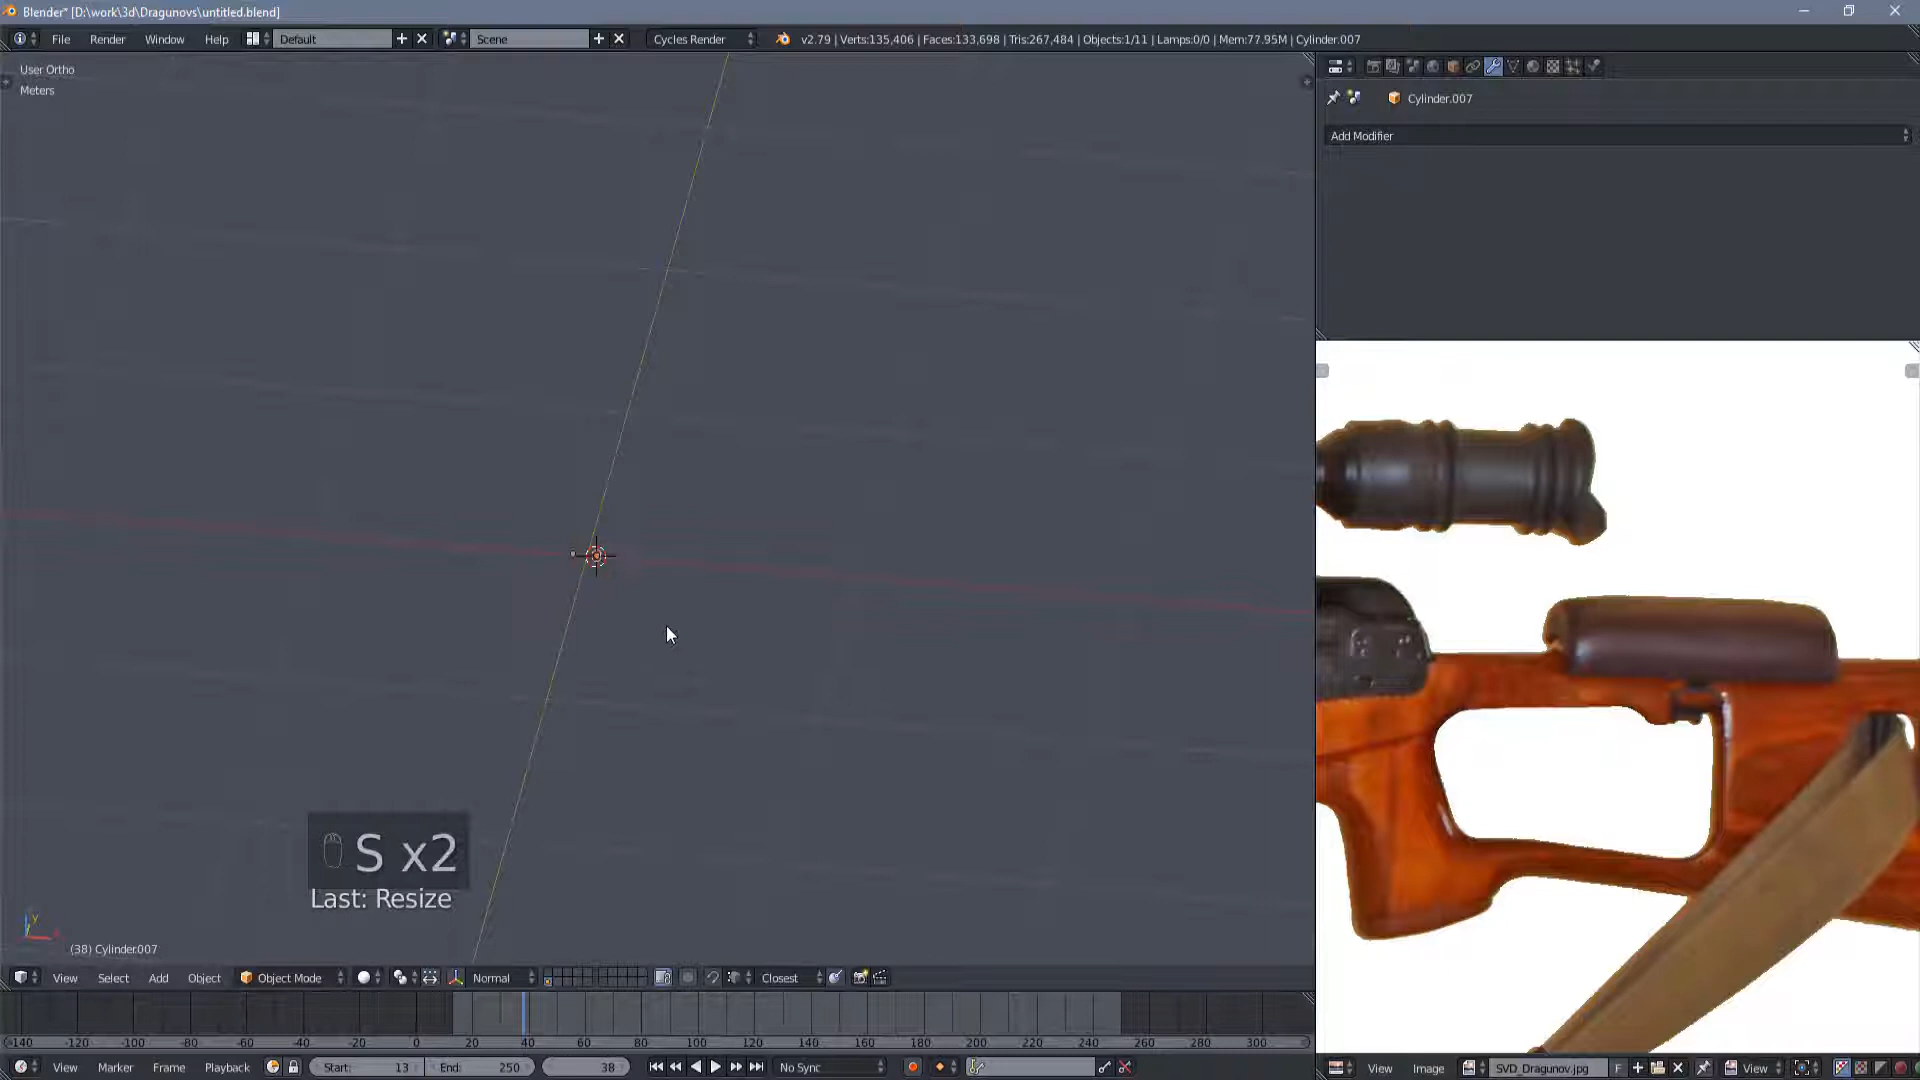 Blender* [D:\work\3d\Dragunovs\untitled.blend]
File Render Window Help Default Scene Cycles Render v2.79 | Verts:135,406 | Faces:133,698 | Tris:267,484 | Objects:1/11 | Lamps:0/0 | Mem:77.95M | Cylinder.007
User Ortho
Meters
Cylinder.007
Add Modifier
S x2
Last: Resize
(38) Cylinder.007
View Select Add Object Object Mode Normal Closest
-140 -120 -100 -80 -60 -40 -20 0 20 40 60 80 100 120 140 160 180 200 220 240 260 280 300
View Marker Frame Playback Start: 13 End: 250 38 No Sync
View Image SVD_Dragunov.jpg F View